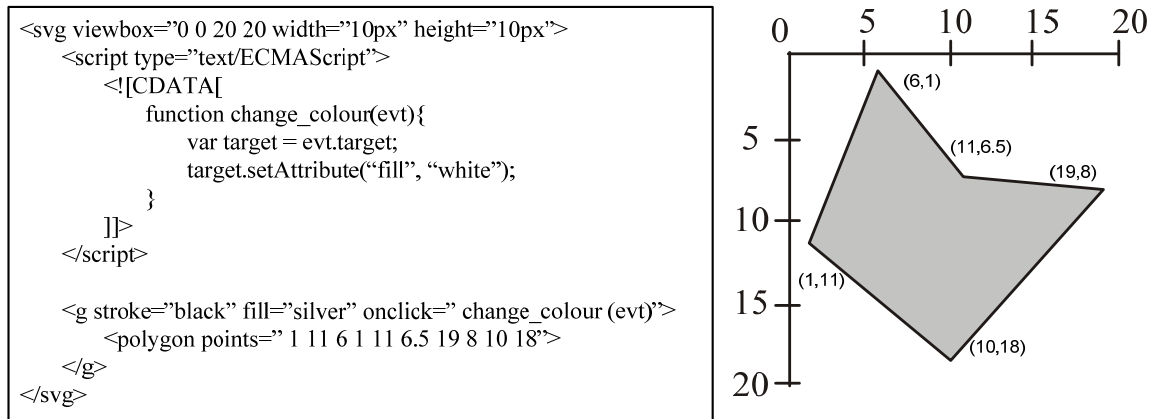 <svg viewbox=”0 0 20 20 width=”10px” height=”10px”>
<script type=”text/ECMAScript”>
<![CDATA[
function change_colour(evt){
var target = evt.target;
target.setAttribute(“fill”, “white”);
}
]]>
</script>
<g stroke=”black” fill=”silver” onclick=” change_colour (evt)”>
<polygon points=” 1 11 6 1 11 6.5 19 8 10 18”>
</g>
</svg>
0 5 10 15 20
(6,1)
5
(11,6.5)
(19,8)
10
(1,11)
15
(10,18)
20